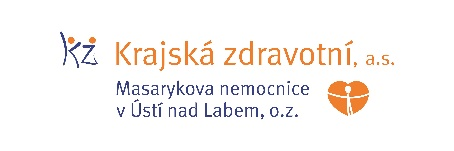 kz Krajská zdravotní, a.s.
Masarykova nemocnice
v Ústí nad Labem, o.z.